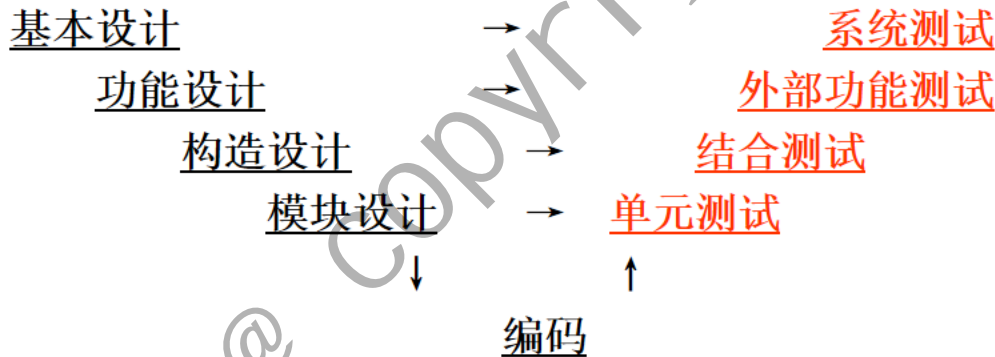 基本设计 → 系统测试
功能设计 → 外部功能测试
构造设计 → 结合测试
模块设计 → 单元测试
↓ ↑
编码
@ copyr